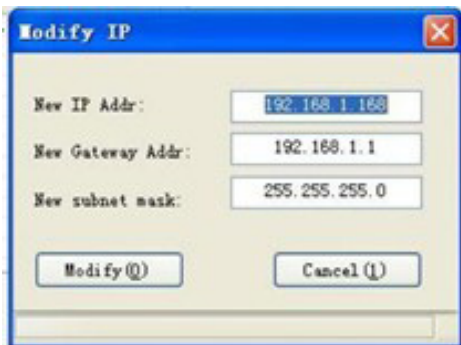 Modify IP
New IP Addr: 192.168.1.168
New Gateway Addr: 192.168.1.1
New subnet mask: 255.255.255.0
Modify(O) Cancel(1)